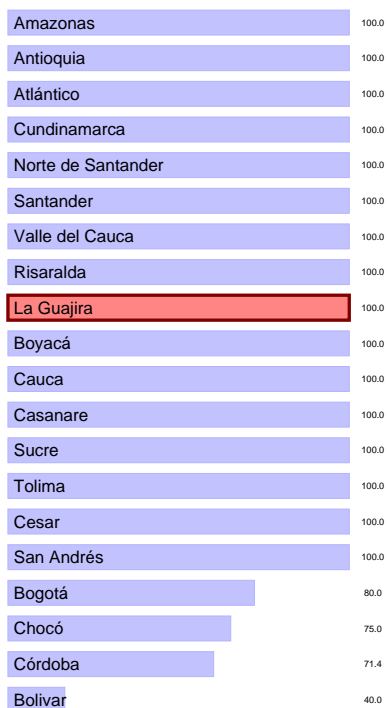 Amazonas 100.0
Antioquia 100.0
Atlántico 100.0
Cundinamarca 100.0
Norte de Santander 100.0
Santander 100.0
Valle del Cauca 100.0
Risaralda 100.0
La Guajira 100.0
Boyacá 100.0
Cauca 100.0
Casanare 100.0
Sucre 100.0
Tolima 100.0
Cesar 100.0
San Andrés 100.0
Bogotá 80.0
Chocó 75.0
Córdoba 71.4
Bolivar 40.0